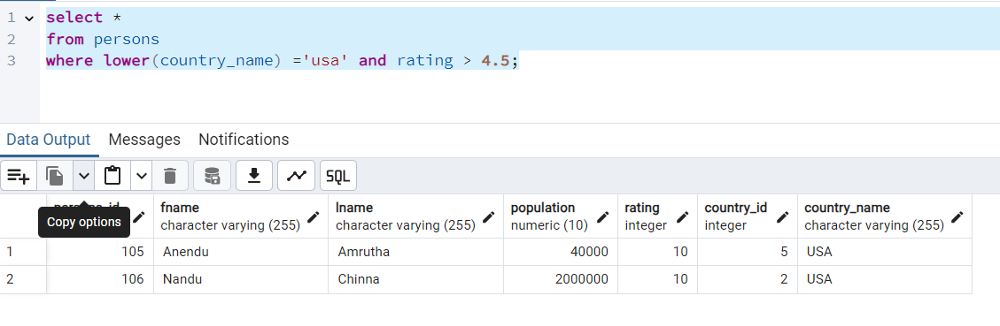 1 select *
2 from persons
3 where lower(country_name) ='usa' and rating > 4.5;
Data Output Messages Notifications
SQL
Copy options
fname lname population rating country_id country_name
character varying (255) character varying (255) numeric (10) integer integer character varying (255)
1 105 Anendu Amrutha 40000 10 5 USA
2 106 Nandu Chinna 2000000 10 2 USA